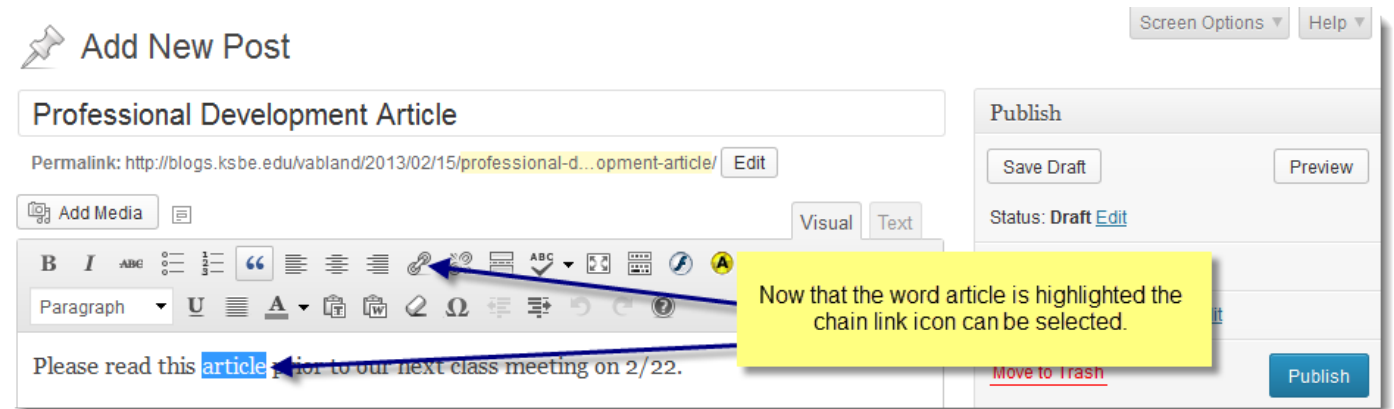 Screen Options Help
Add New Post
Professional Development Article
Publish
Permalink: http://blogs.ksbe.edu/vabland/2013/02/15/professional-d...opment-article/ Edit
Save Draft Preview
Add Media
Visual Text
Status: Draft Edit
B I ABC ABC A
Now that the word article is highlighted the
chain link icon can be selected.
Paragraph U A T W Ω
Please read this article prior to our next class meeting on 2/22.
Move to Trash
Publish